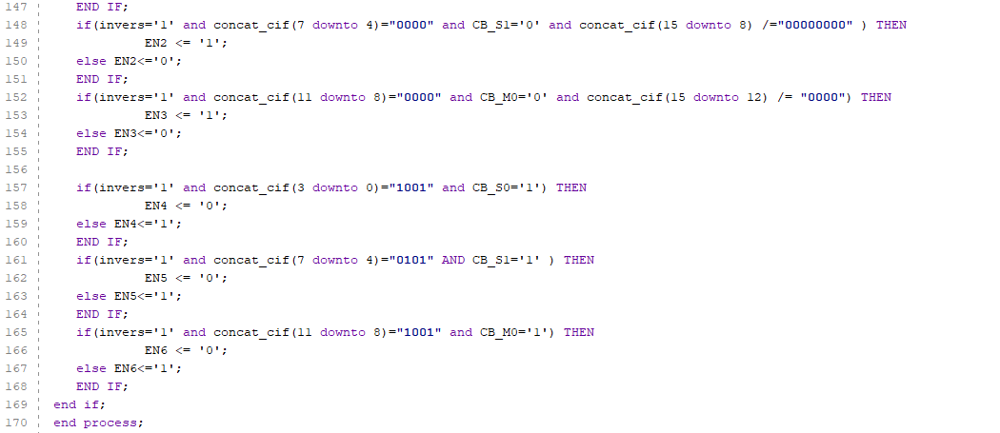 147 END IF;
148 if(invers='1' and concat_cif(7 downto 4)="0000" and CB_S1='0' and concat_cif(15 downto 8) /="00000000" ) THEN
149 EN2 <= '1';
150 else EN2<='0';
151 END IF;
152 if(invers='1' and concat_cif(11 downto 8)="0000" and CB_M0='0' and concat_cif(15 downto 12) /= "0000") THEN
153 EN3 <= '1';
154 else EN3<='0';
155 END IF;
156
157 if(invers='1' and concat_cif(3 downto 0)="1001" and CB_S0='1') THEN
158 EN4 <= '0';
159 else EN4<='1';
160 END IF;
161 if(invers='1' and concat_cif(7 downto 4)="0101" AND CB_S1='1' ) THEN
162 EN5 <= '0';
163 else EN5<='1';
164 END IF;
165 if(invers='1' and concat_cif(11 downto 8)="1001" and CB_M0='1') THEN
166 EN6 <= '0';
167 else EN6<='1';
168 END IF;
169 end if;
170 end process;